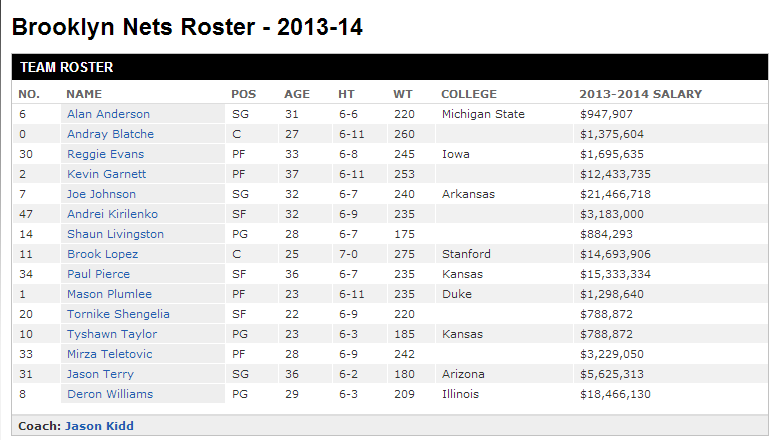 Brooklyn Nets Roster - 2013-14
TEAM ROSTER
NO. NAME POS AGE HT WT COLLEGE 2013-2014 SALARY
6 Alan Anderson SG 31 6-6 220 Michigan State $947,907
0 Andray Blatche C 27 6-11 260 $1,375,604
30 Reggie Evans PF 33 6-8 245 Iowa $1,695,635
2 Kevin Garnett PF 37 6-11 253 $12,433,735
7 Joe Johnson SG 32 6-7 240 Arkansas $21,466,718
47 Andrei Kirilenko SF 32 6-9 235 $3,183,000
14 Shaun Livingston PG 28 6-7 175 $884,293
11 Brook Lopez C 25 7-0 275 Stanford $14,693,906
34 Paul Pierce SF 36 6-7 235 Kansas $15,333,334
1 Mason Plumlee PF 23 6-11 235 Duke $1,298,640
20 Tornike Shengelia SF 22 6-9 220 $788,872
10 Tyshawn Taylor PG 23 6-3 185 Kansas $788,872
33 Mirza Teletovic PF 28 6-9 242 $3,229,050
31 Jason Terry SG 36 6-2 180 Arizona $5,625,313
8 Deron Williams PG 29 6-3 209 Illinois $18,466,130
Coach: Jason Kidd